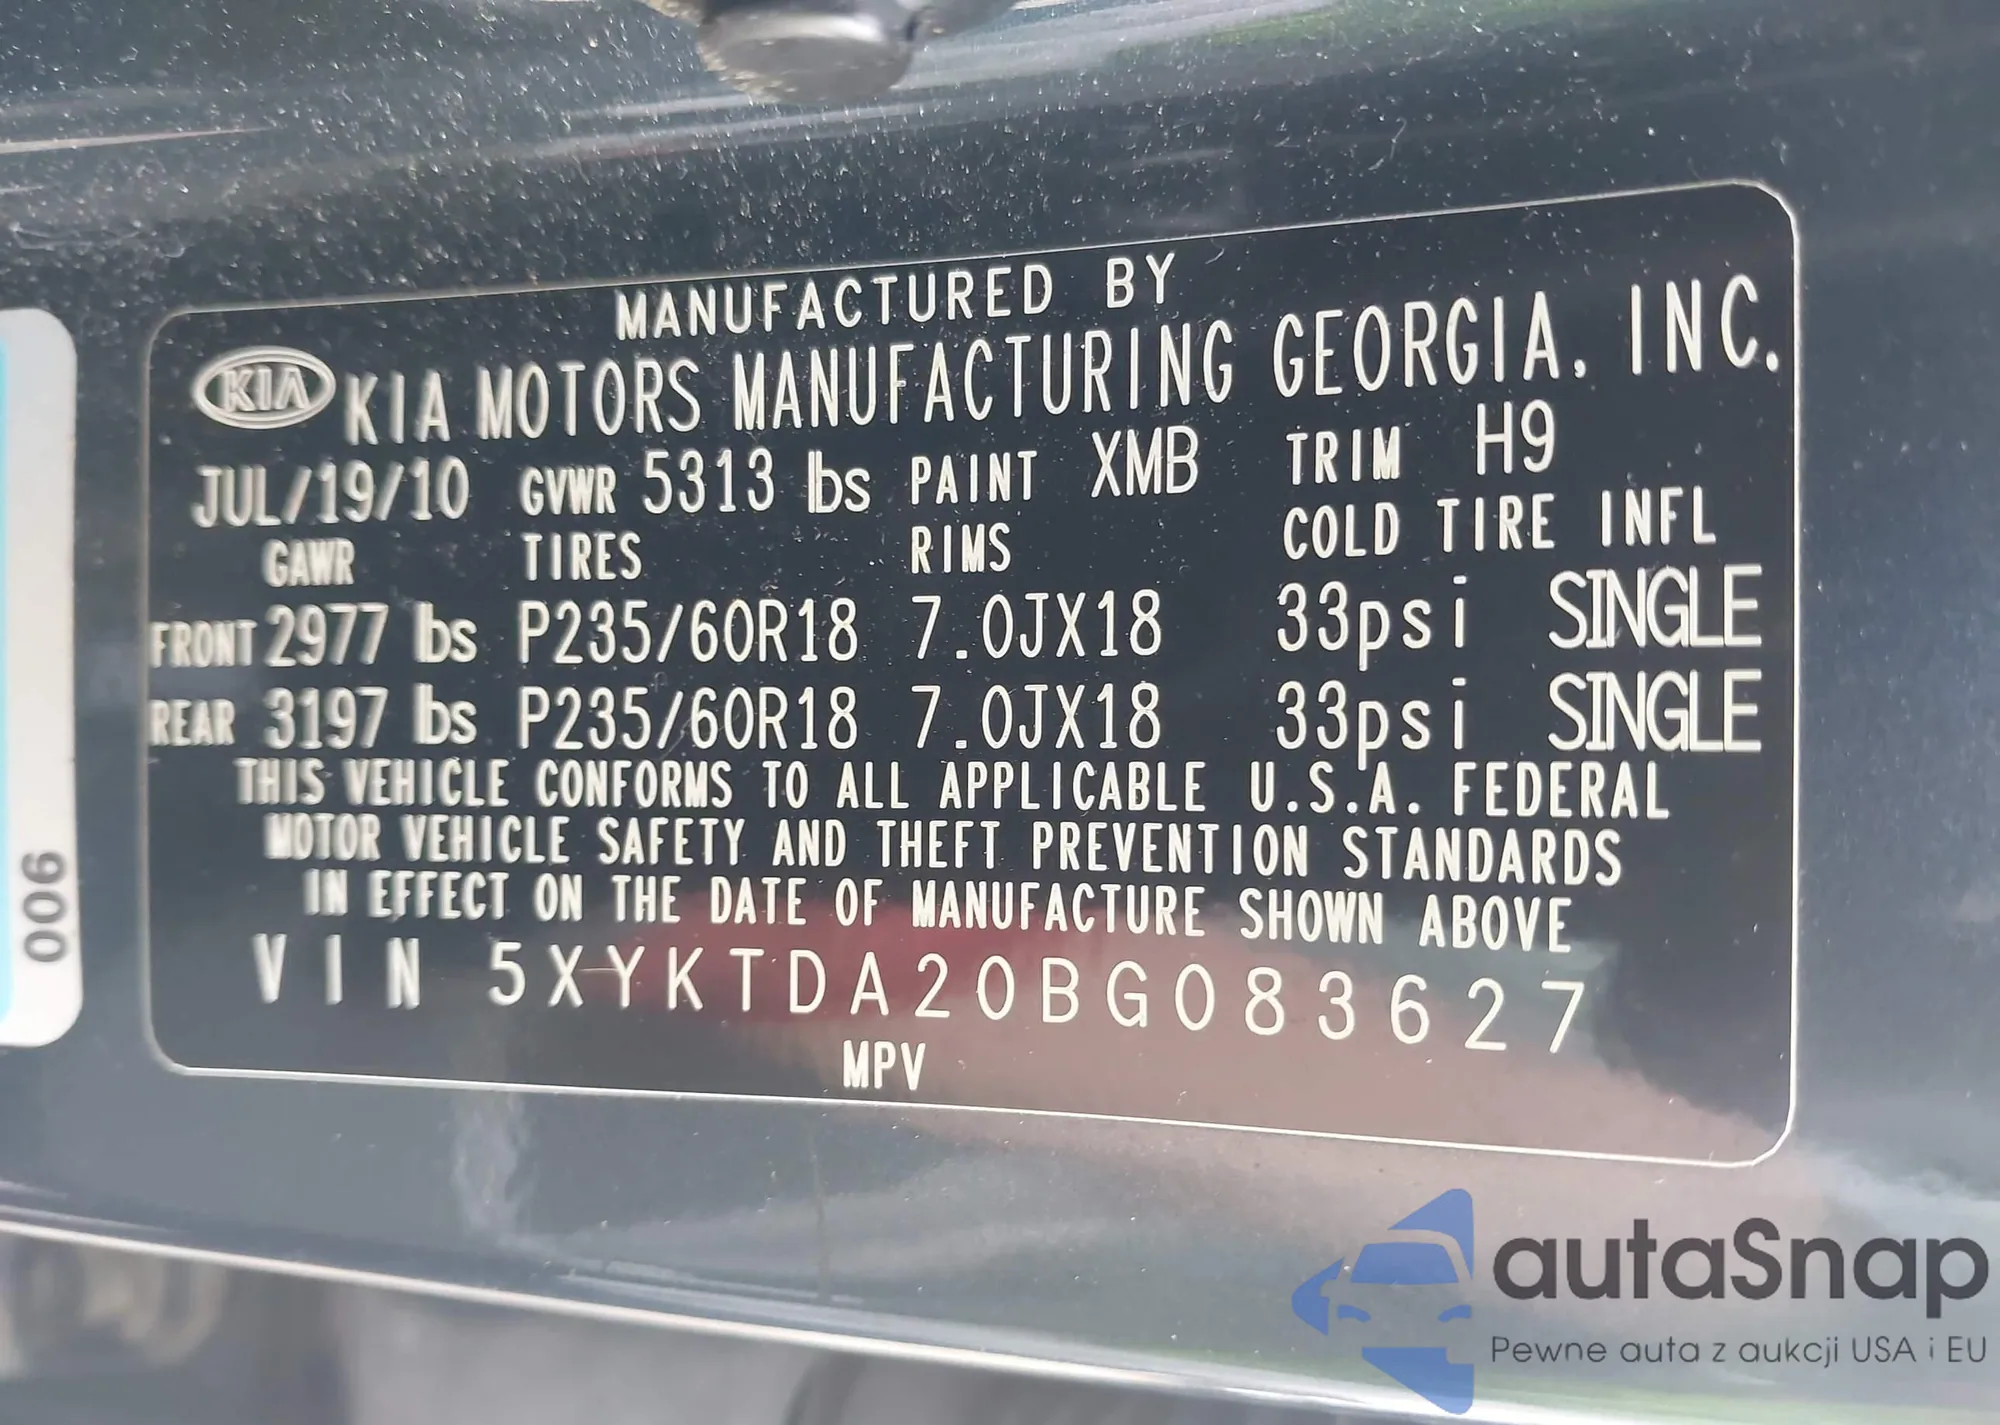 MANUFACTURED BY
KIA KIA MOTORS MANUFACTURING GEORGIA, INC.
JUL/19/10 GVWR 5313 lbs PAINT XMB TRIM H9
GAWR TIRES RIMS COLD TIRE INFL
FRONT 2977 lbs P235/60R18 7.0JX18 33psi SINGLE
REAR 3197 lbs P235/60R18 7.0JX18 33psi SINGLE
THIS VEHICLE CONFORMS TO ALL APPLICABLE U.S.A. FEDERAL
MOTOR VEHICLE SAFETY AND THEFT PREVENTION STANDARDS
IN EFFECT ON THE DATE OF MANUFACTURE SHOWN ABOVE
VIN 5XYKTDA20BG083627
MPV
006
autaSnap
Pewne auta z aukcji USA i EU